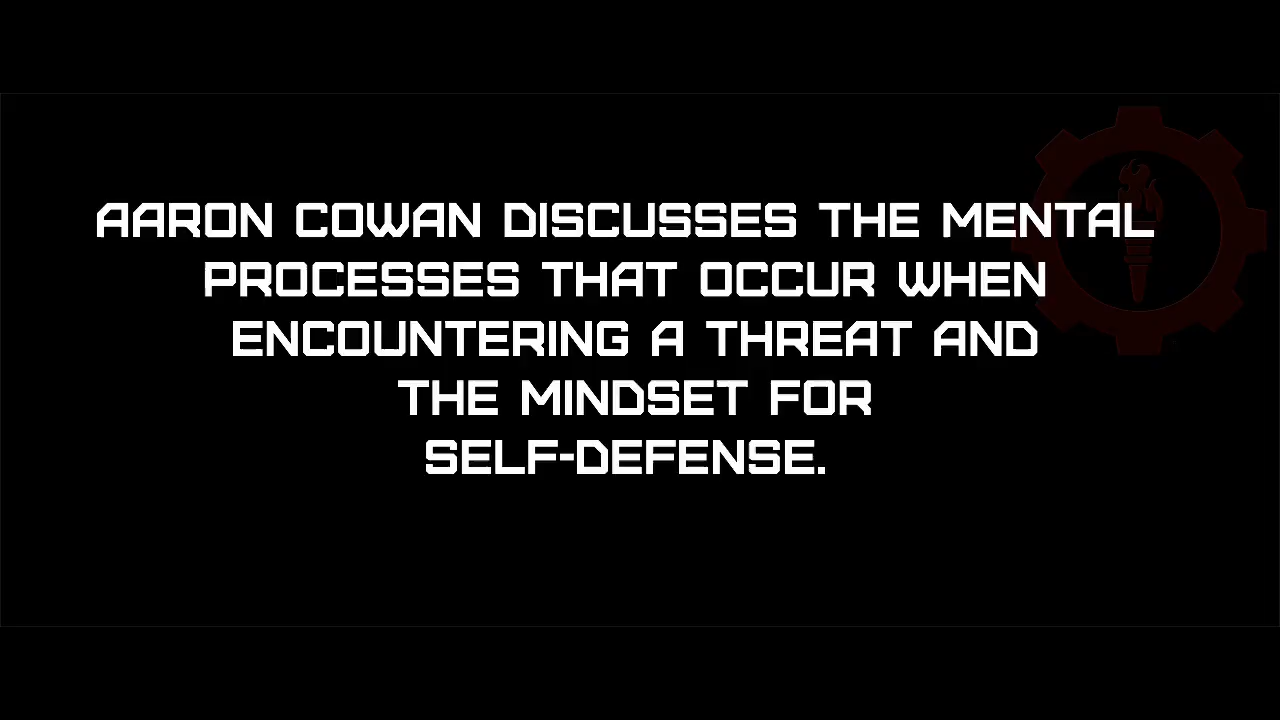 AARON COWAN DISCUSSES THE MENTAL
PROCESSES THAT OCCUR WHEN
ENCOUNTERING A THREAT AND
THE MINDSET FOR
SELF-DEFENSE.